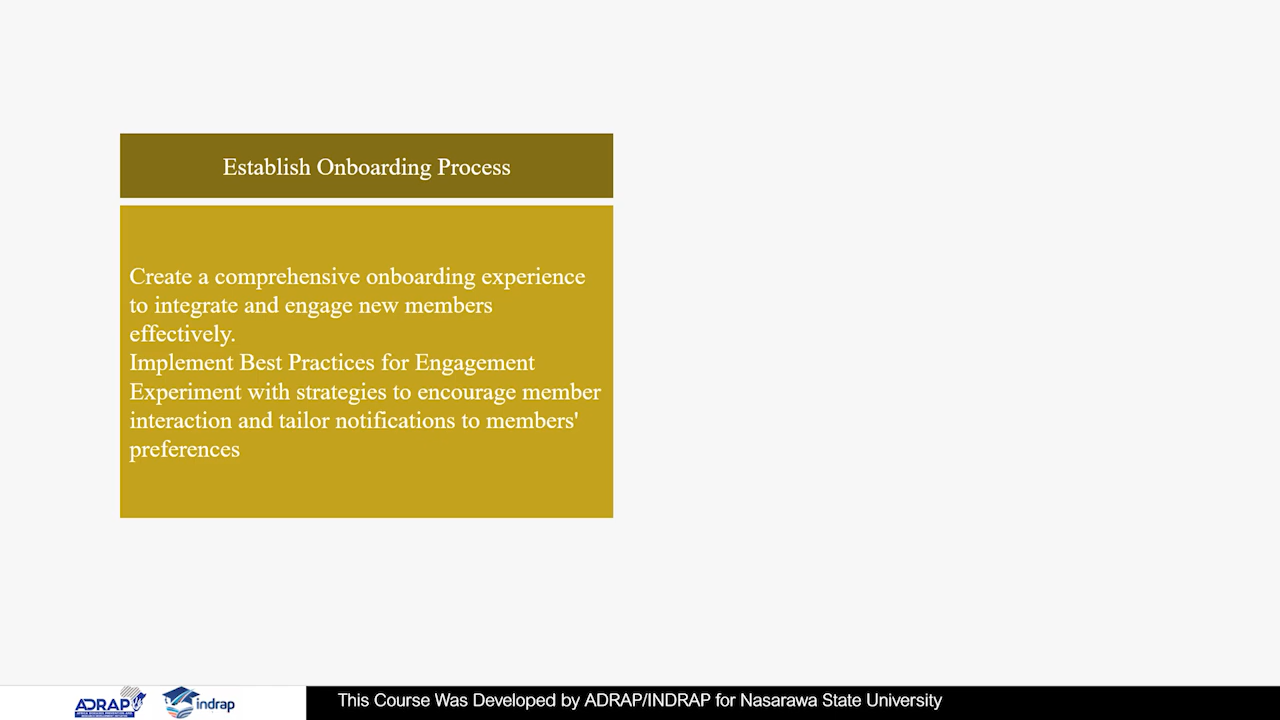 Establish Onboarding Process
Create a comprehensive onboarding experience
to integrate and engage new members
effectively.
Implement Best Practices for Engagement
Experiment with strategies to encourage member
interaction and tailor notifications to members'
preferences
ADRAP
indrap
This Course Was Developed by ADRAP/INDRAP for Nasarawa State University